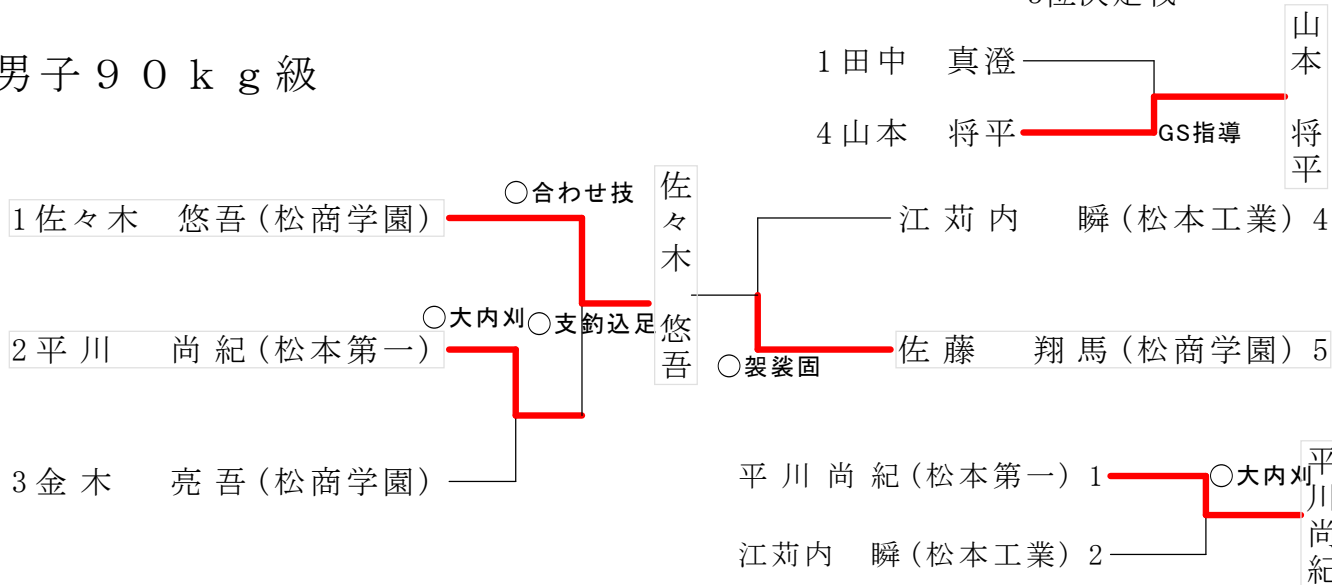 1田中　真澄
4山本　将平
GS指導
山本　将平
男子９０ｋｇ級
○合わせ技
1佐々木　悠吾(松商学園)
佐々木　悠吾
江苅内　瞬(松本工業) 4
○大内刈
○支釣込足
2平川　尚紀(松本第一)
○袈裟固
佐藤　翔馬(松商学園) 5
3金木　亮吾(松商学園)
平川尚紀(松本第一) 1
○大内刈
平川尚紀
江苅内　瞬(松本工業) 2